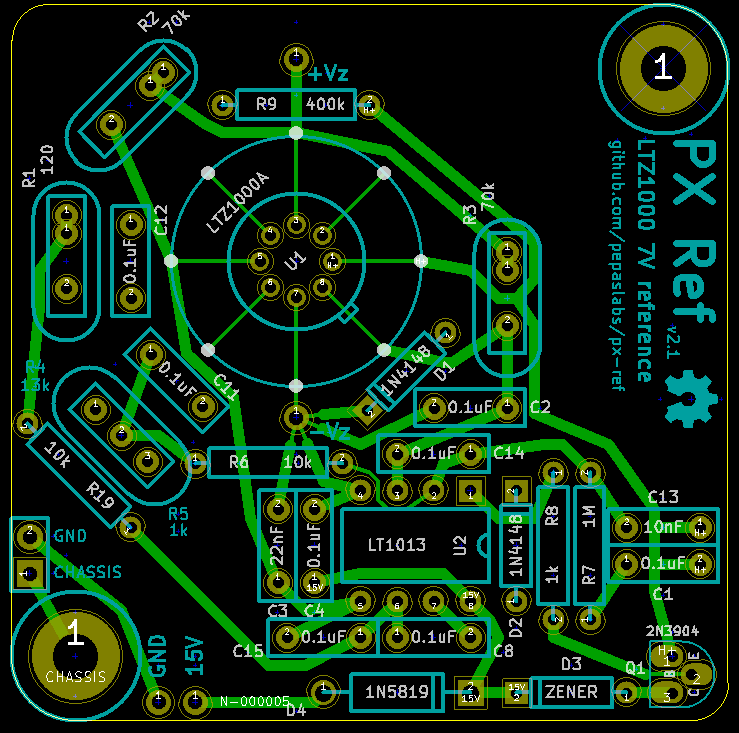 R2
70k
+Vz
R9 400k
H+
R1
120
C12
0.1uF
LTZ1000A
U1
H+
R3
70k
PX Ref
v2.1
LTZ1000 7V reference
github.com/pepaslabs/px-ref
R4
13k
0.1uF
C11
1N4148
D1
-Vz
0.1uF
C2
10k
R19
R5
1k
R6 10k
0.1uF
C14
GND
CHASSIS
22nF
C3
0.1uF
C4
15V
LT1013
U2
15V
1N4148
D2
R8
1k
1M
R7
C13
10nF
H+
0.1uF
H+
C1
C15
0.1uF
0.1uF
C8
2N3904
H+
B
C
E
Q1
1
CHASSIS
GND
15V
N-000005
D4
1N5819
15V
15V
D3
ZENER
1